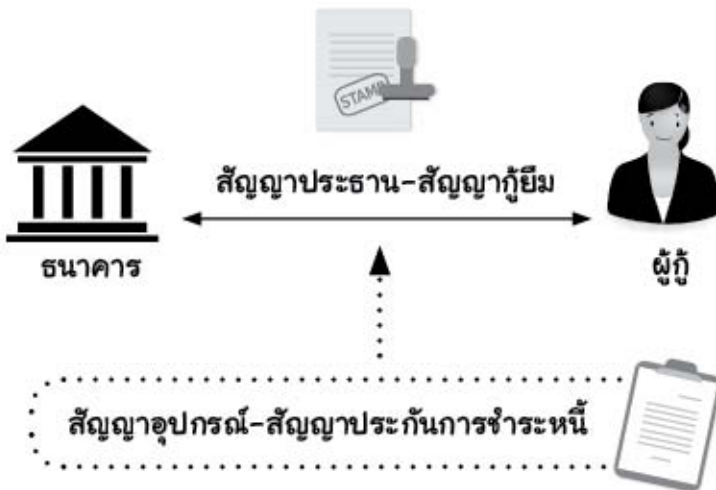 STAMP
สัญญาประธาน-สัญญากู้ยืม
ธนาคาร
ผู้กู้
สัญญาอุปกรณ์-สัญญาประกันการชำระหนี้